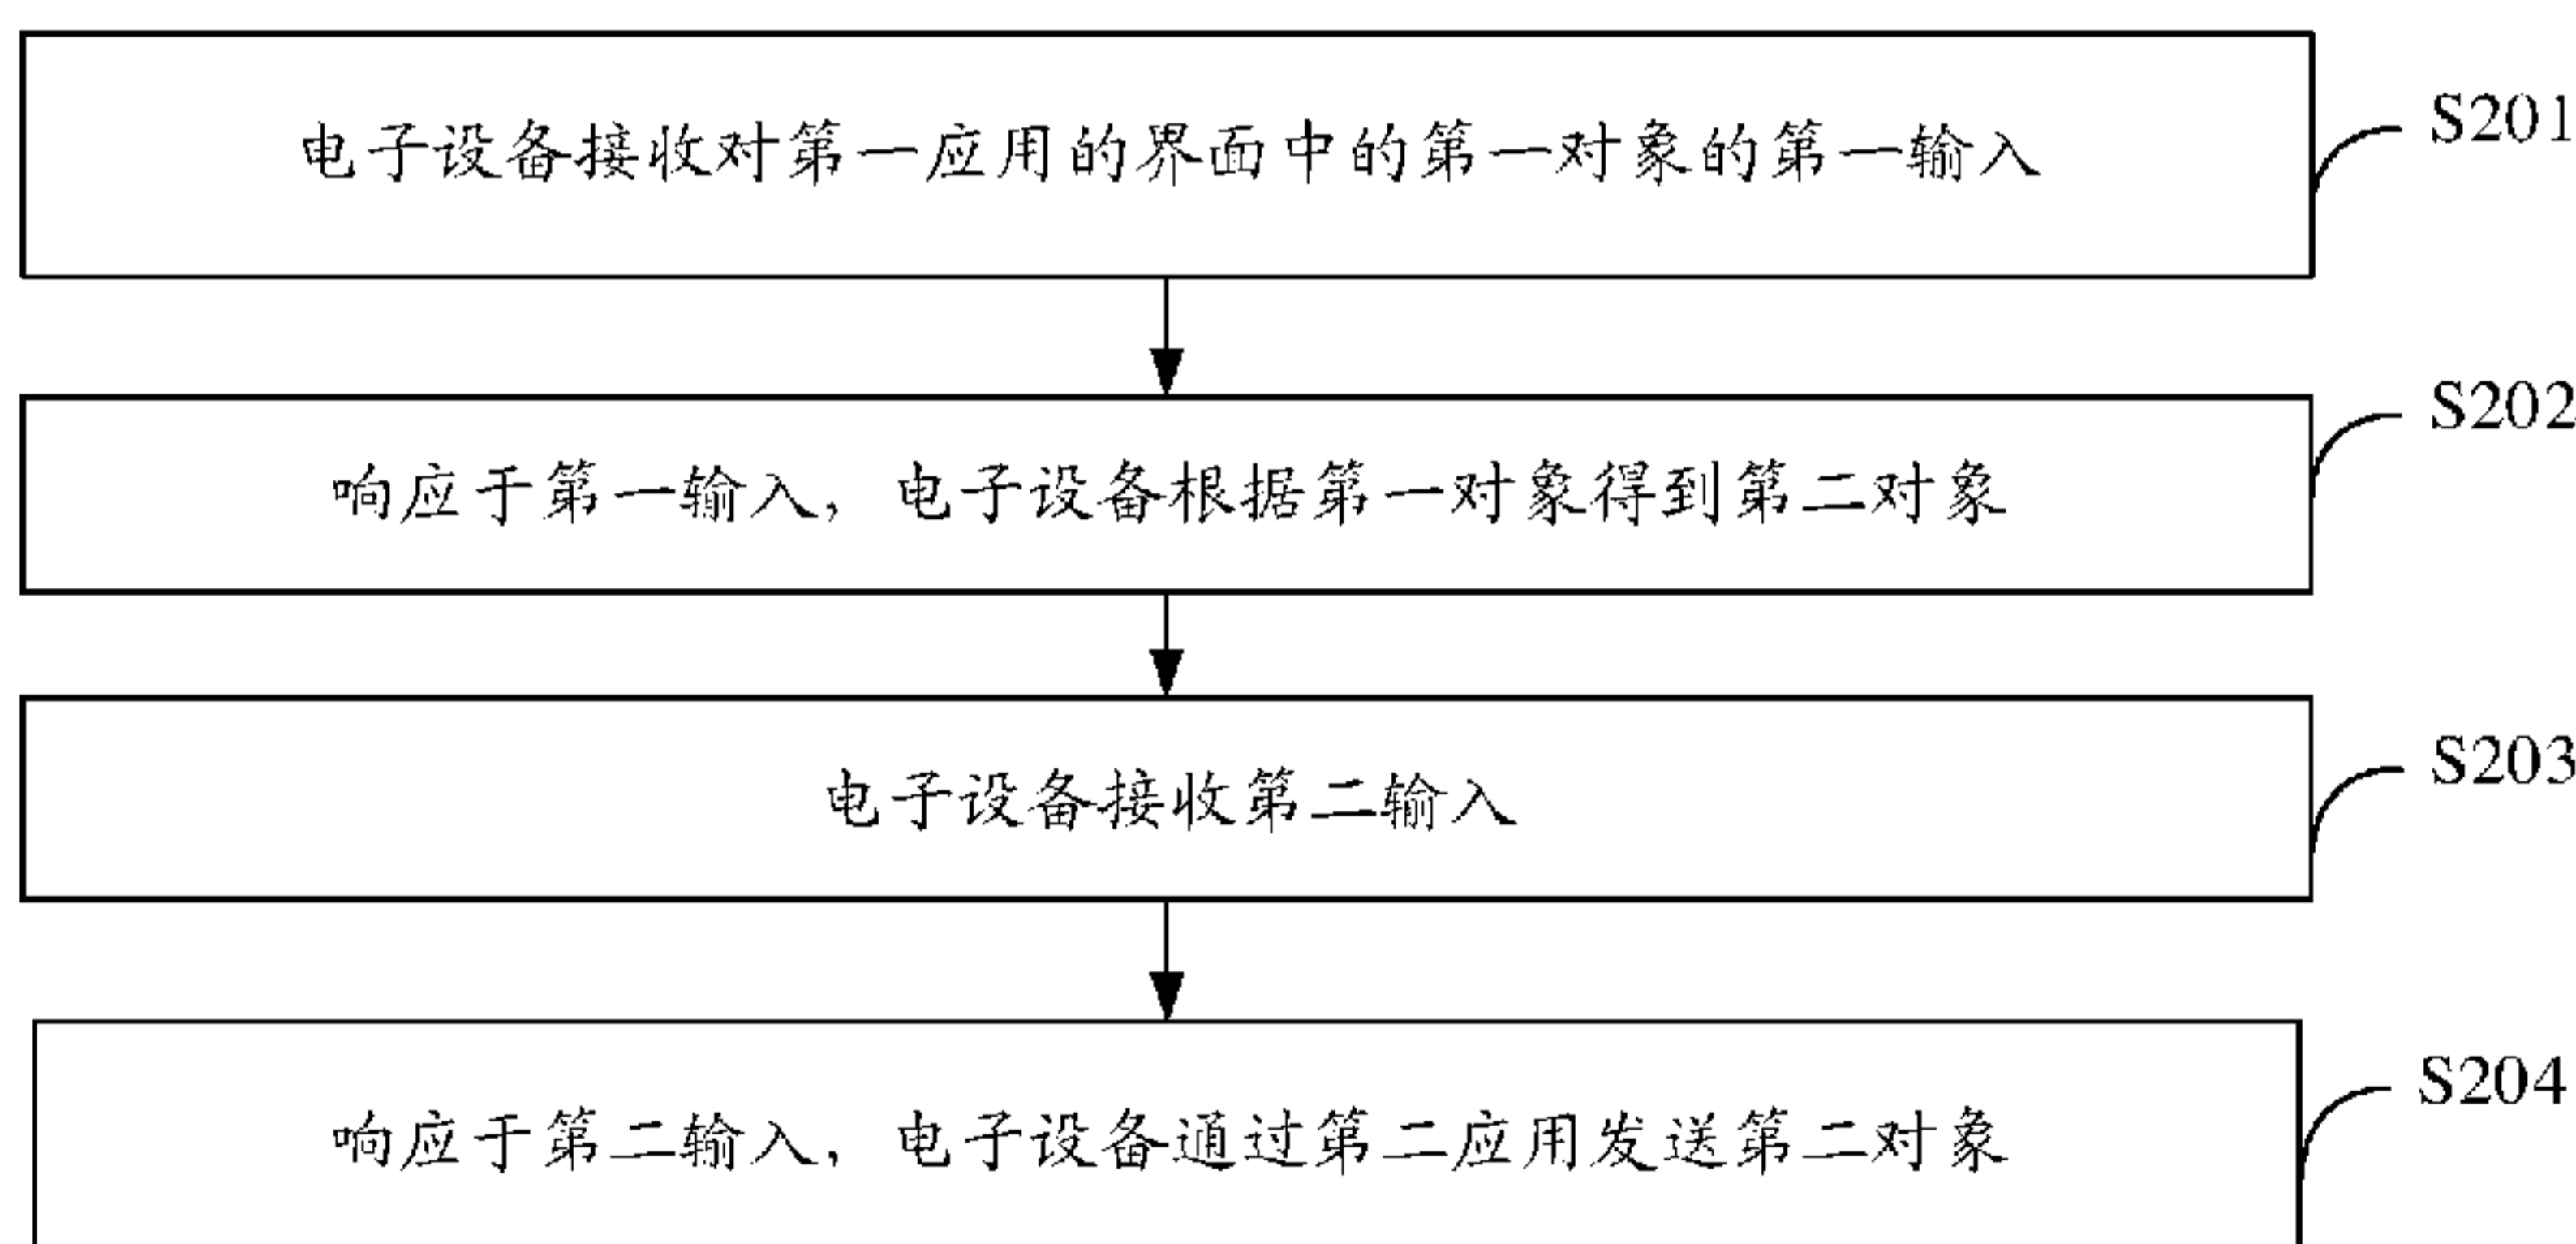 电子设备接收对第一应用的界面中的第一对象的第一输入
S201
响应于第一输入，电子设备根据第一对象得到第二对象
S202
电子设备接收第二输入
S203
响应于第二输入，电子设备通过第二应用发送第二对象
S204